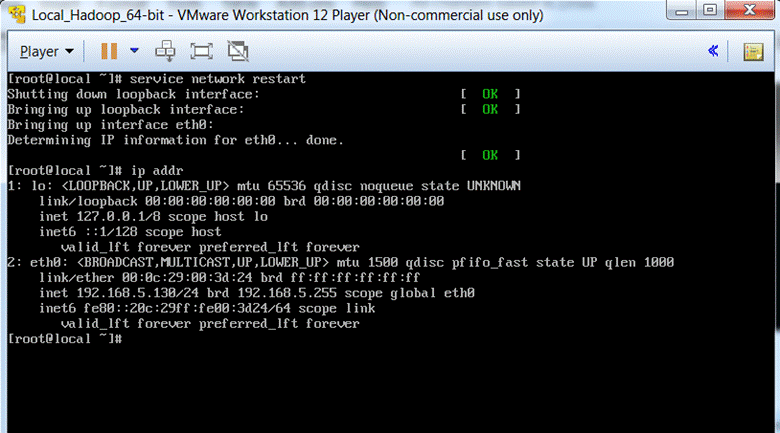 Local_Hadoop_64-bit - VMware Workstation 12 Player (Non-commercial use only)
Player
[root@local ~]# service network restart
Shutting down loopback interface:                          [  OK  ]
Bringing up loopback interface:                            [  OK  ]
Bringing up interface eth0:
Determining IP information for eth0... done.
                                                           [  OK  ]
[root@local ~]# ip addr
1: lo: <LOOPBACK,UP,LOWER_UP> mtu 65536 qdisc noqueue state UNKNOWN
    link/loopback 00:00:00:00:00:00 brd 00:00:00:00:00:00
    inet 127.0.0.1/8 scope host lo
    inet6 ::1/128 scope host
       valid_lft forever preferred_lft forever
2: eth0: <BROADCAST,MULTICAST,UP,LOWER_UP> mtu 1500 qdisc pfifo_fast state UP qlen 1000
    link/ether 00:0c:29:00:3d:24 brd ff:ff:ff:ff:ff:ff
    inet 192.168.5.130/24 brd 192.168.5.255 scope global eth0
    inet6 fe80::20c:29ff:fe00:3d24/64 scope link
       valid_lft forever preferred_lft forever
[root@local ~]#